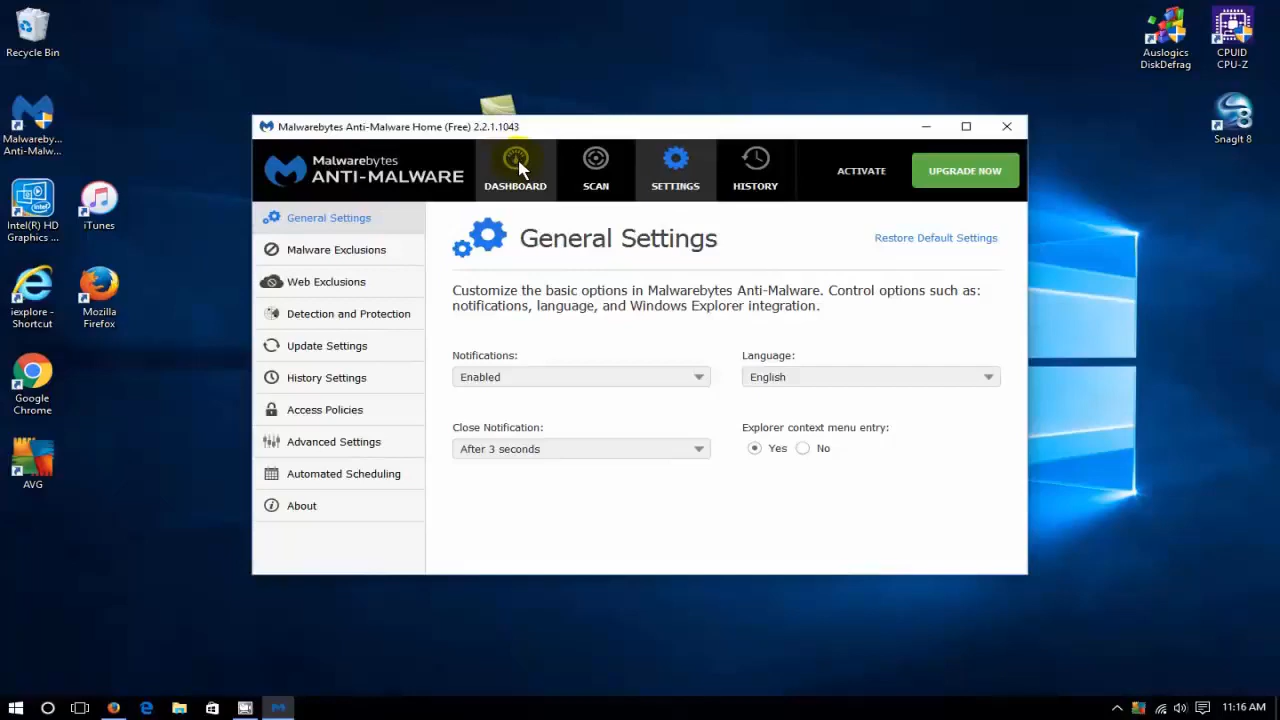 Recycle Bin
Malwareby...
Anti-Malw...
Intel(R) HD
Graphics ...
iTunes
iexplore -
Shortcut
Mozilla
Firefox
Google
Chrome
AVG
Auslogics
DiskDefrag
CPUID
CPU-Z
SnagIt 8
Malwarebytes Anti-Malware Home (Free) 2.2.1.1043
Malwarebytes
ANTI-MALWARE
DASHBOARD
SCAN
SETTINGS
HISTORY
ACTIVATE
UPGRADE NOW
General Settings
Malware Exclusions
Web Exclusions
Detection and Protection
Update Settings
History Settings
Access Policies
Advanced Settings
Automated Scheduling
About
General Settings
Restore Default Settings
Customize the basic options in Malwarebytes Anti-Malware. Control options such as:
notifications, language, and Windows Explorer integration.
Notifications:
Enabled
Language:
English
Close Notification:
After 3 seconds
Explorer context menu entry:
Yes No
11:16 AM